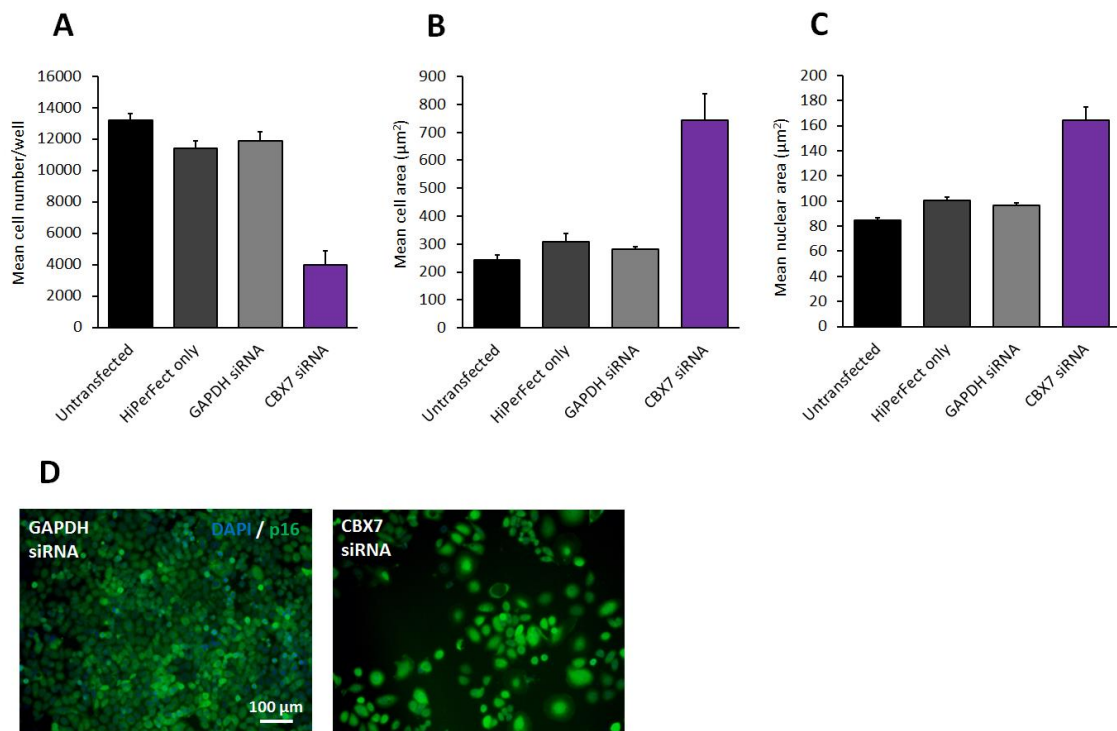 A
Mean cell number/well
16000
14000
12000
10000
8000
6000
4000
2000
0
Untransfected
HiPerFect only
GAPDH siRNA
CBX7 siRNA
B
Mean cell area (µm²)
900
800
700
600
500
400
300
200
100
0
Untransfected
HiPerFect only
GAPDH siRNA
CBX7 siRNA
C
Mean nuclear area (µm²)
200
180
160
140
120
100
80
60
40
20
0
Untransfected
HiPerFect only
GAPDH siRNA
CBX7 siRNA
D
GAPDH
siRNA
DAPI / p16
100 µm
CBX7
siRNA